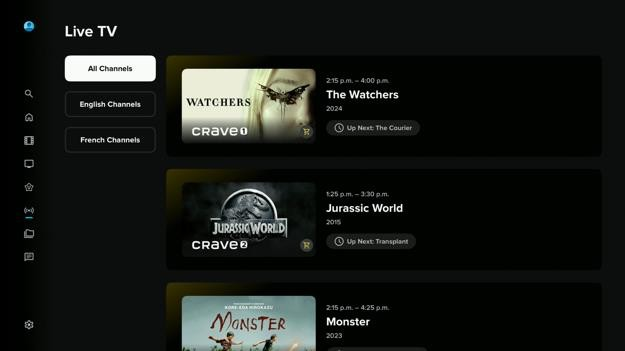 Live TV
All Channels
English Channels
French Channels
WATCHERS
CRAVE 1
2:15 p.m. – 4:00 p.m.
The Watchers
2024
Up Next: The Courier
JURASSIC WORLD
CRAVE 2
1:25 p.m. – 3:30 p.m.
Jurassic World
2015
Up Next: Transplant
KORE-EDA HIROKAZU
MONSTER
2:15 p.m. – 4:25 p.m.
Monster
2023